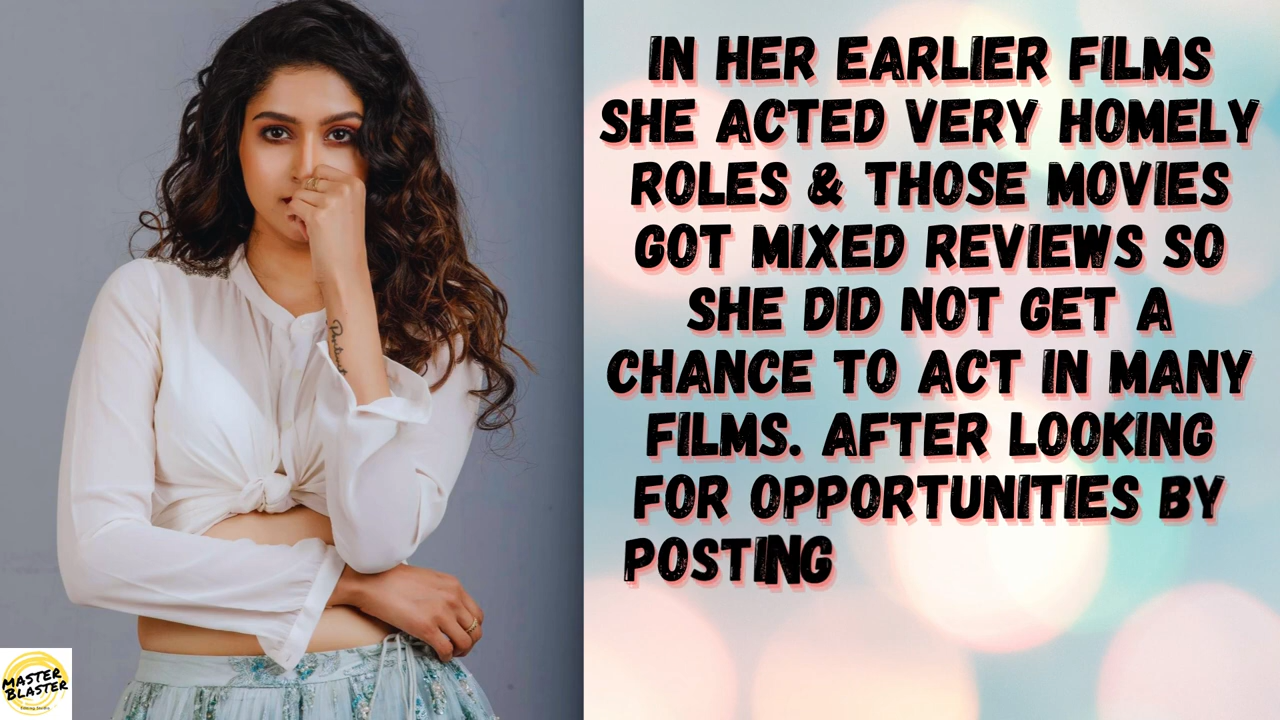 IN HER EARLIER FILMS
SHE ACTED VERY HOMELY
ROLES & THOSE MOVIES
GOT MIXED REVIEWS SO
SHE DID NOT GET A
CHANCE TO ACT IN MANY
FILMS. AFTER LOOKING
FOR OPPORTUNITIES BY
POSTING
MASTER
BLASTER